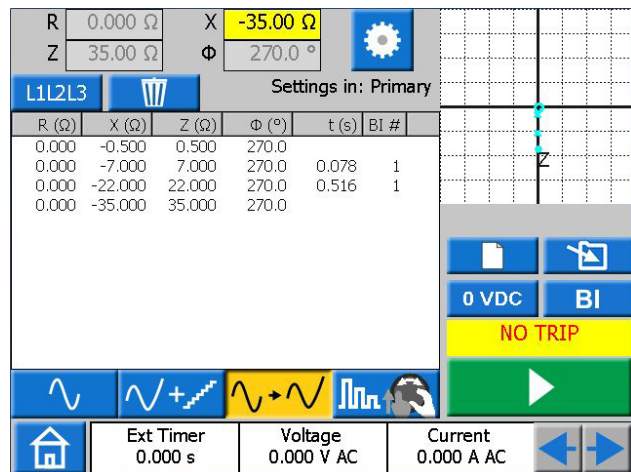 R 0.000 Ω X -35.00 Ω
Z 35.00 Ω Φ 270.0 °
L1L2L3 Settings in: Primary
R (Ω) X (Ω) Z (Ω) Φ (°) t (s) BI #
0.000 -0.500 0.500 270.0
0.000 -7.000 7.000 270.0 0.078 1
0.000 -22.000 22.000 270.0 0.516 1
0.000 -35.000 35.000 270.0
Z
0 VDC BI
NO TRIP
Ext Timer Voltage Current
0.000 s 0.000 V AC 0.000 A AC